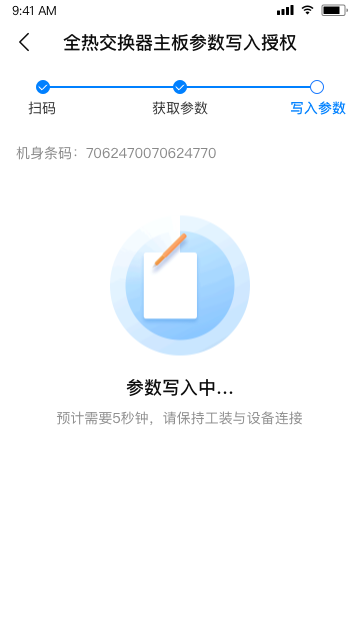 9:41 AM
全热交换器主板参数写入授权
扫码
获取参数
写入参数
机身条码：7062470070624770
参数写入中...
预计需要5秒钟，请保持工装与设备连接